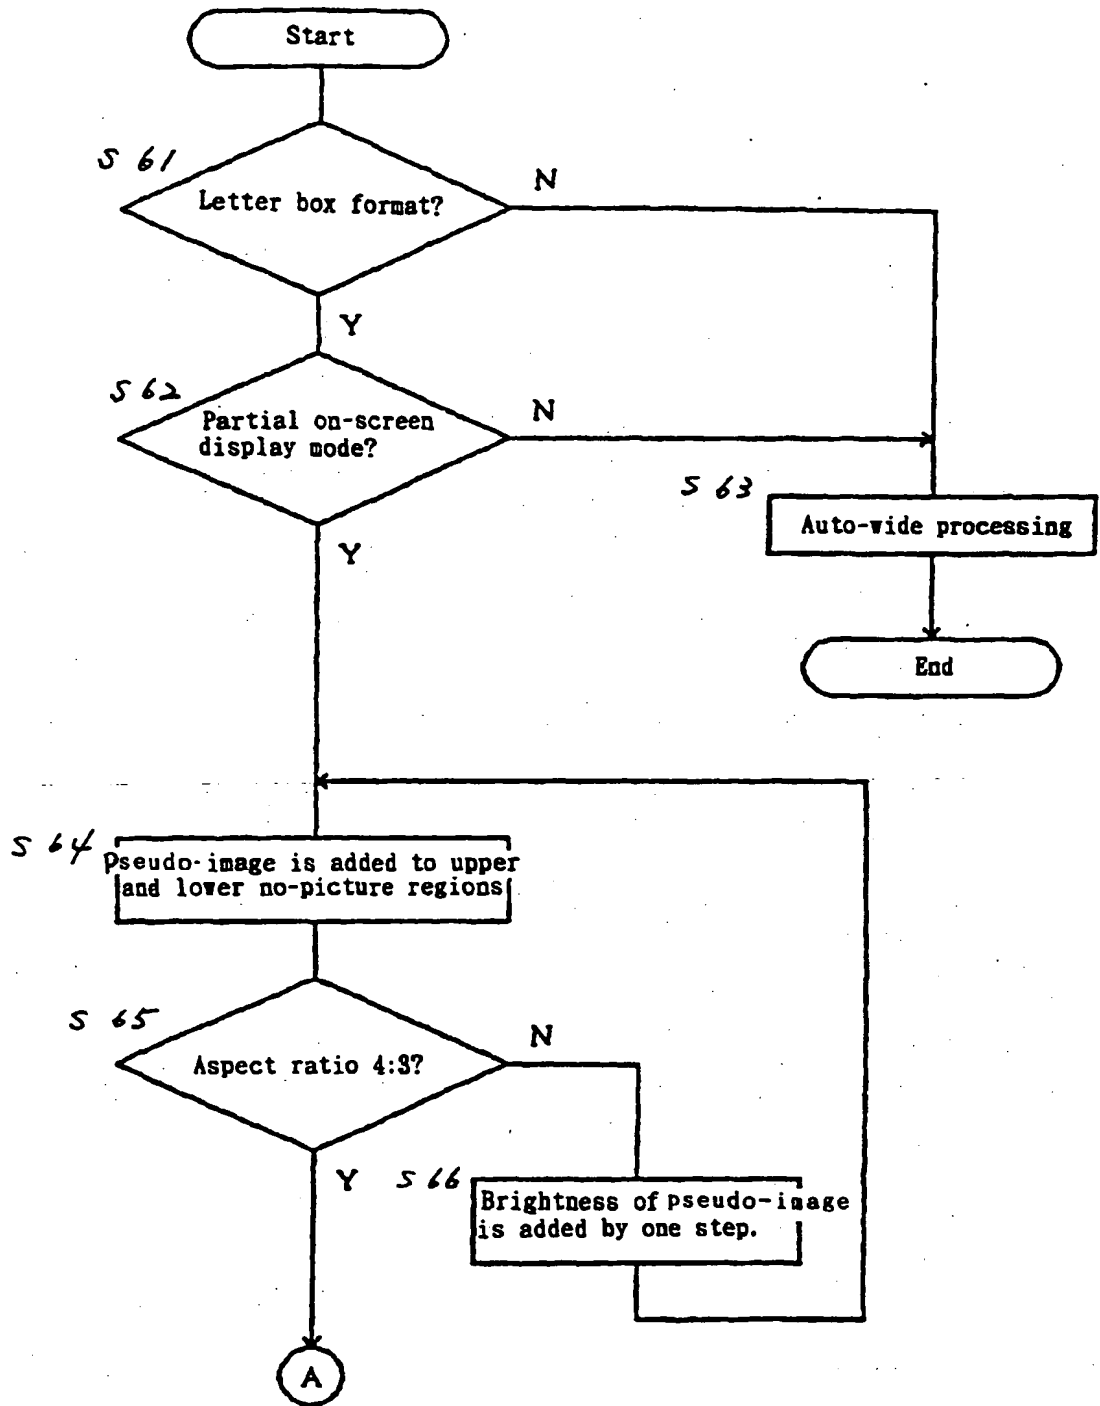 Start
S 61
Letter box format?
N
Y
S 62
Partial on-screen
display mode?
N
Y
S 63
Auto-wide processing
End
S 64
Pseudo-image is added to upper
and lower no-picture regions
S 65
Aspect ratio 4:3?
N
Y
S 66
Brightness of pseudo-image
is added by one step.
A